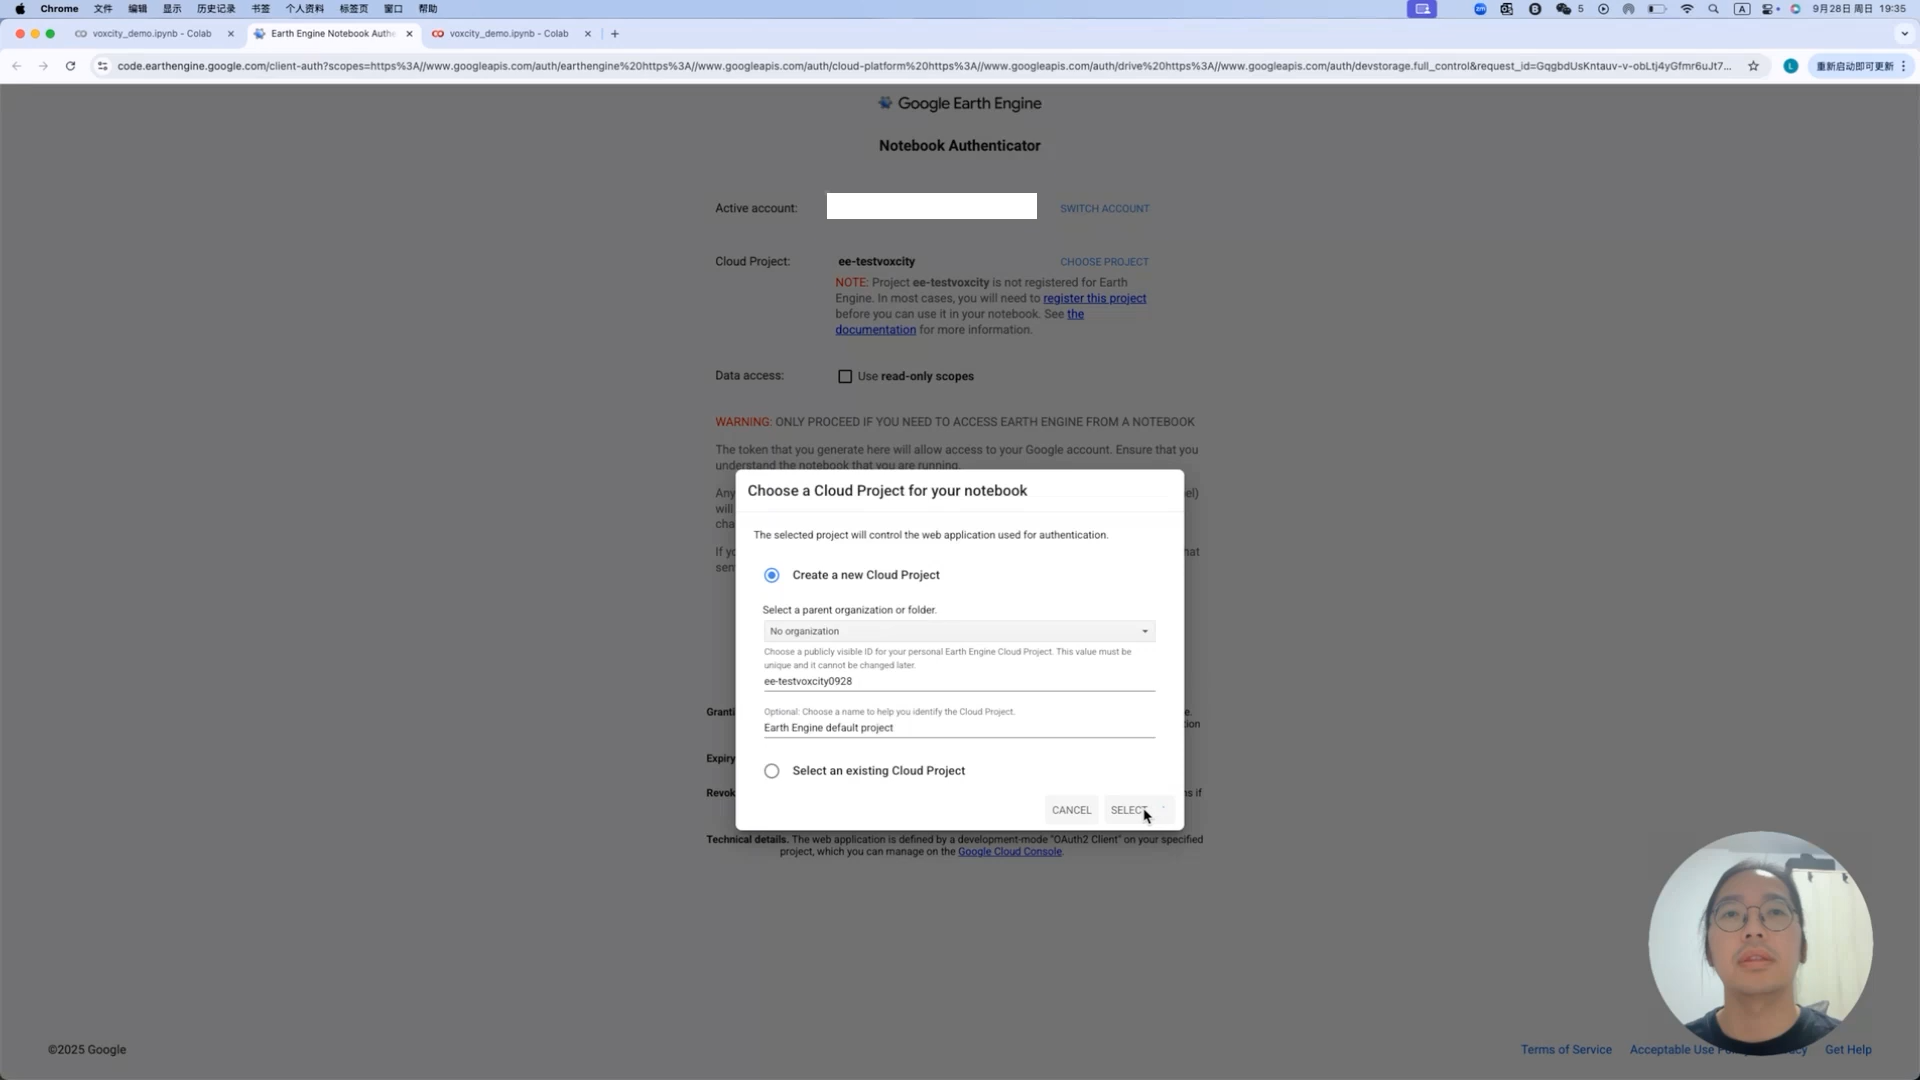 Chrome 文件 编辑 显示 历史记录 书签 个人资料 标签页 窗口 帮助 5 A 9月28日 周日 19:35
voxcity_demo.ipynb - Colab Earth Engine Notebook Authe voxcity_demo.ipynb - Colab
code.earthengine.google.com/client-auth?scopes=https%3A//www.googleapis.com/auth/earthengine%20https%3A//www.googleapis.com/auth/cloud-platform%20https%3A//www.googleapis.com/auth/drive%20https%3A//www.googleapis.com/auth/devstorage.full_control&request_id=GqgbdUsKntauv-v-obLtj4yGfmr6uJt7... L 重新启动即可更新
Google Earth Engine
Notebook Authenticator
Active account: SWITCH ACCOUNT
Cloud Project: ee-testvoxcity CHOOSE PROJECT
NOTE: Project ee-testvoxcity is not registered for Earth
Engine. In most cases, you will need to register this project
before you can use it in your notebook. See the
documentation for more information.
Data access: Use read-only scopes
WARNING: ONLY PROCEED IF YOU NEED TO ACCESS EARTH ENGINE FROM A NOTEBOOK
The token that you generate here will allow access to your Google account. Ensure that you
understand the notebook that you are running.
Choose a Cloud Project for your notebook
The selected project will control the web application used for authentication.
Create a new Cloud Project
Select a parent organization or folder.
No organization
Choose a publicly visible ID for your personal Earth Engine Cloud Project. This value must be
unique and it cannot be changed later.
ee-testvoxcity0928
Optional: Choose a name to help you identify the Cloud Project.
Earth Engine default project
Select an existing Cloud Project
CANCEL SELECT
Technical details. The web application is defined by a development-mode "OAuth2 Client" on your specified
project, which you can manage on the Google Cloud Console.
©2025 Google Terms of Service Acceptable Use Get Help